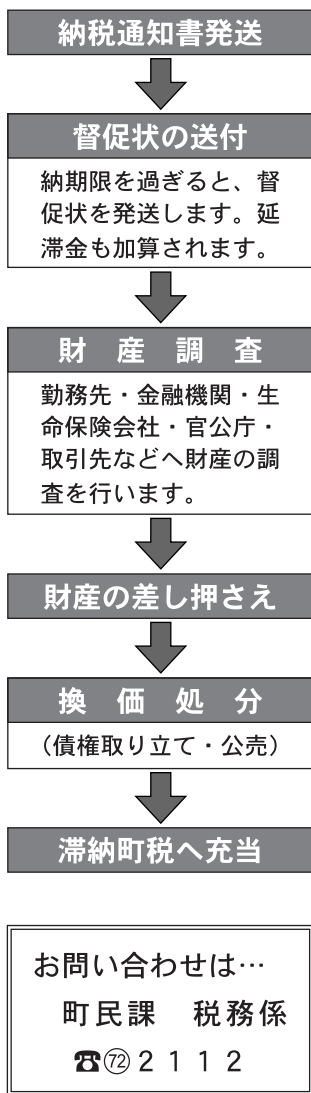 納税通知書発送
督促状の送付
納期限を過ぎると、督
促状を発送します。延
滞金も加算されます。
財産調査
勤務先・金融機関・生
命保険会社・官公庁・
取引先などへ財産の調
査を行います。
財産の差し押さえ
換価処分
(債権取り立て・公売)
滞納町税へ充当
お問い合わせは…
町民課 税務係
☎㊷2112